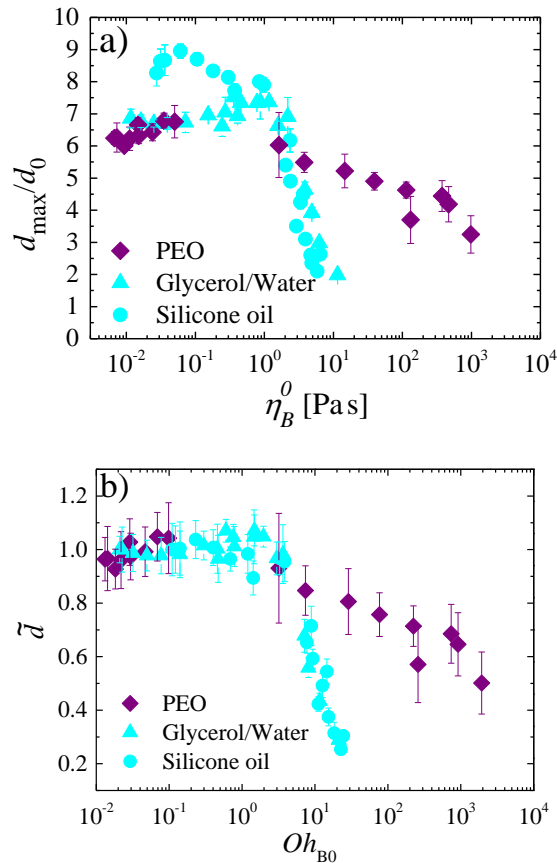 a)
9
8
7
6
5
4
3
2
1
0
d_max/d_0
PEO
Glycerol/Water
Silicone oil
10^-2 10^-1 10^0 10^1 10^2 10^3 10^4
η_B^0 [Pa s]
b)
1.2
1.0
0.8
0.6
0.4
0.2
d̃
PEO
Glycerol/Water
Silicone oil
10^-2 10^-1 10^0 10^1 10^2 10^3 10^4
Oh_B0